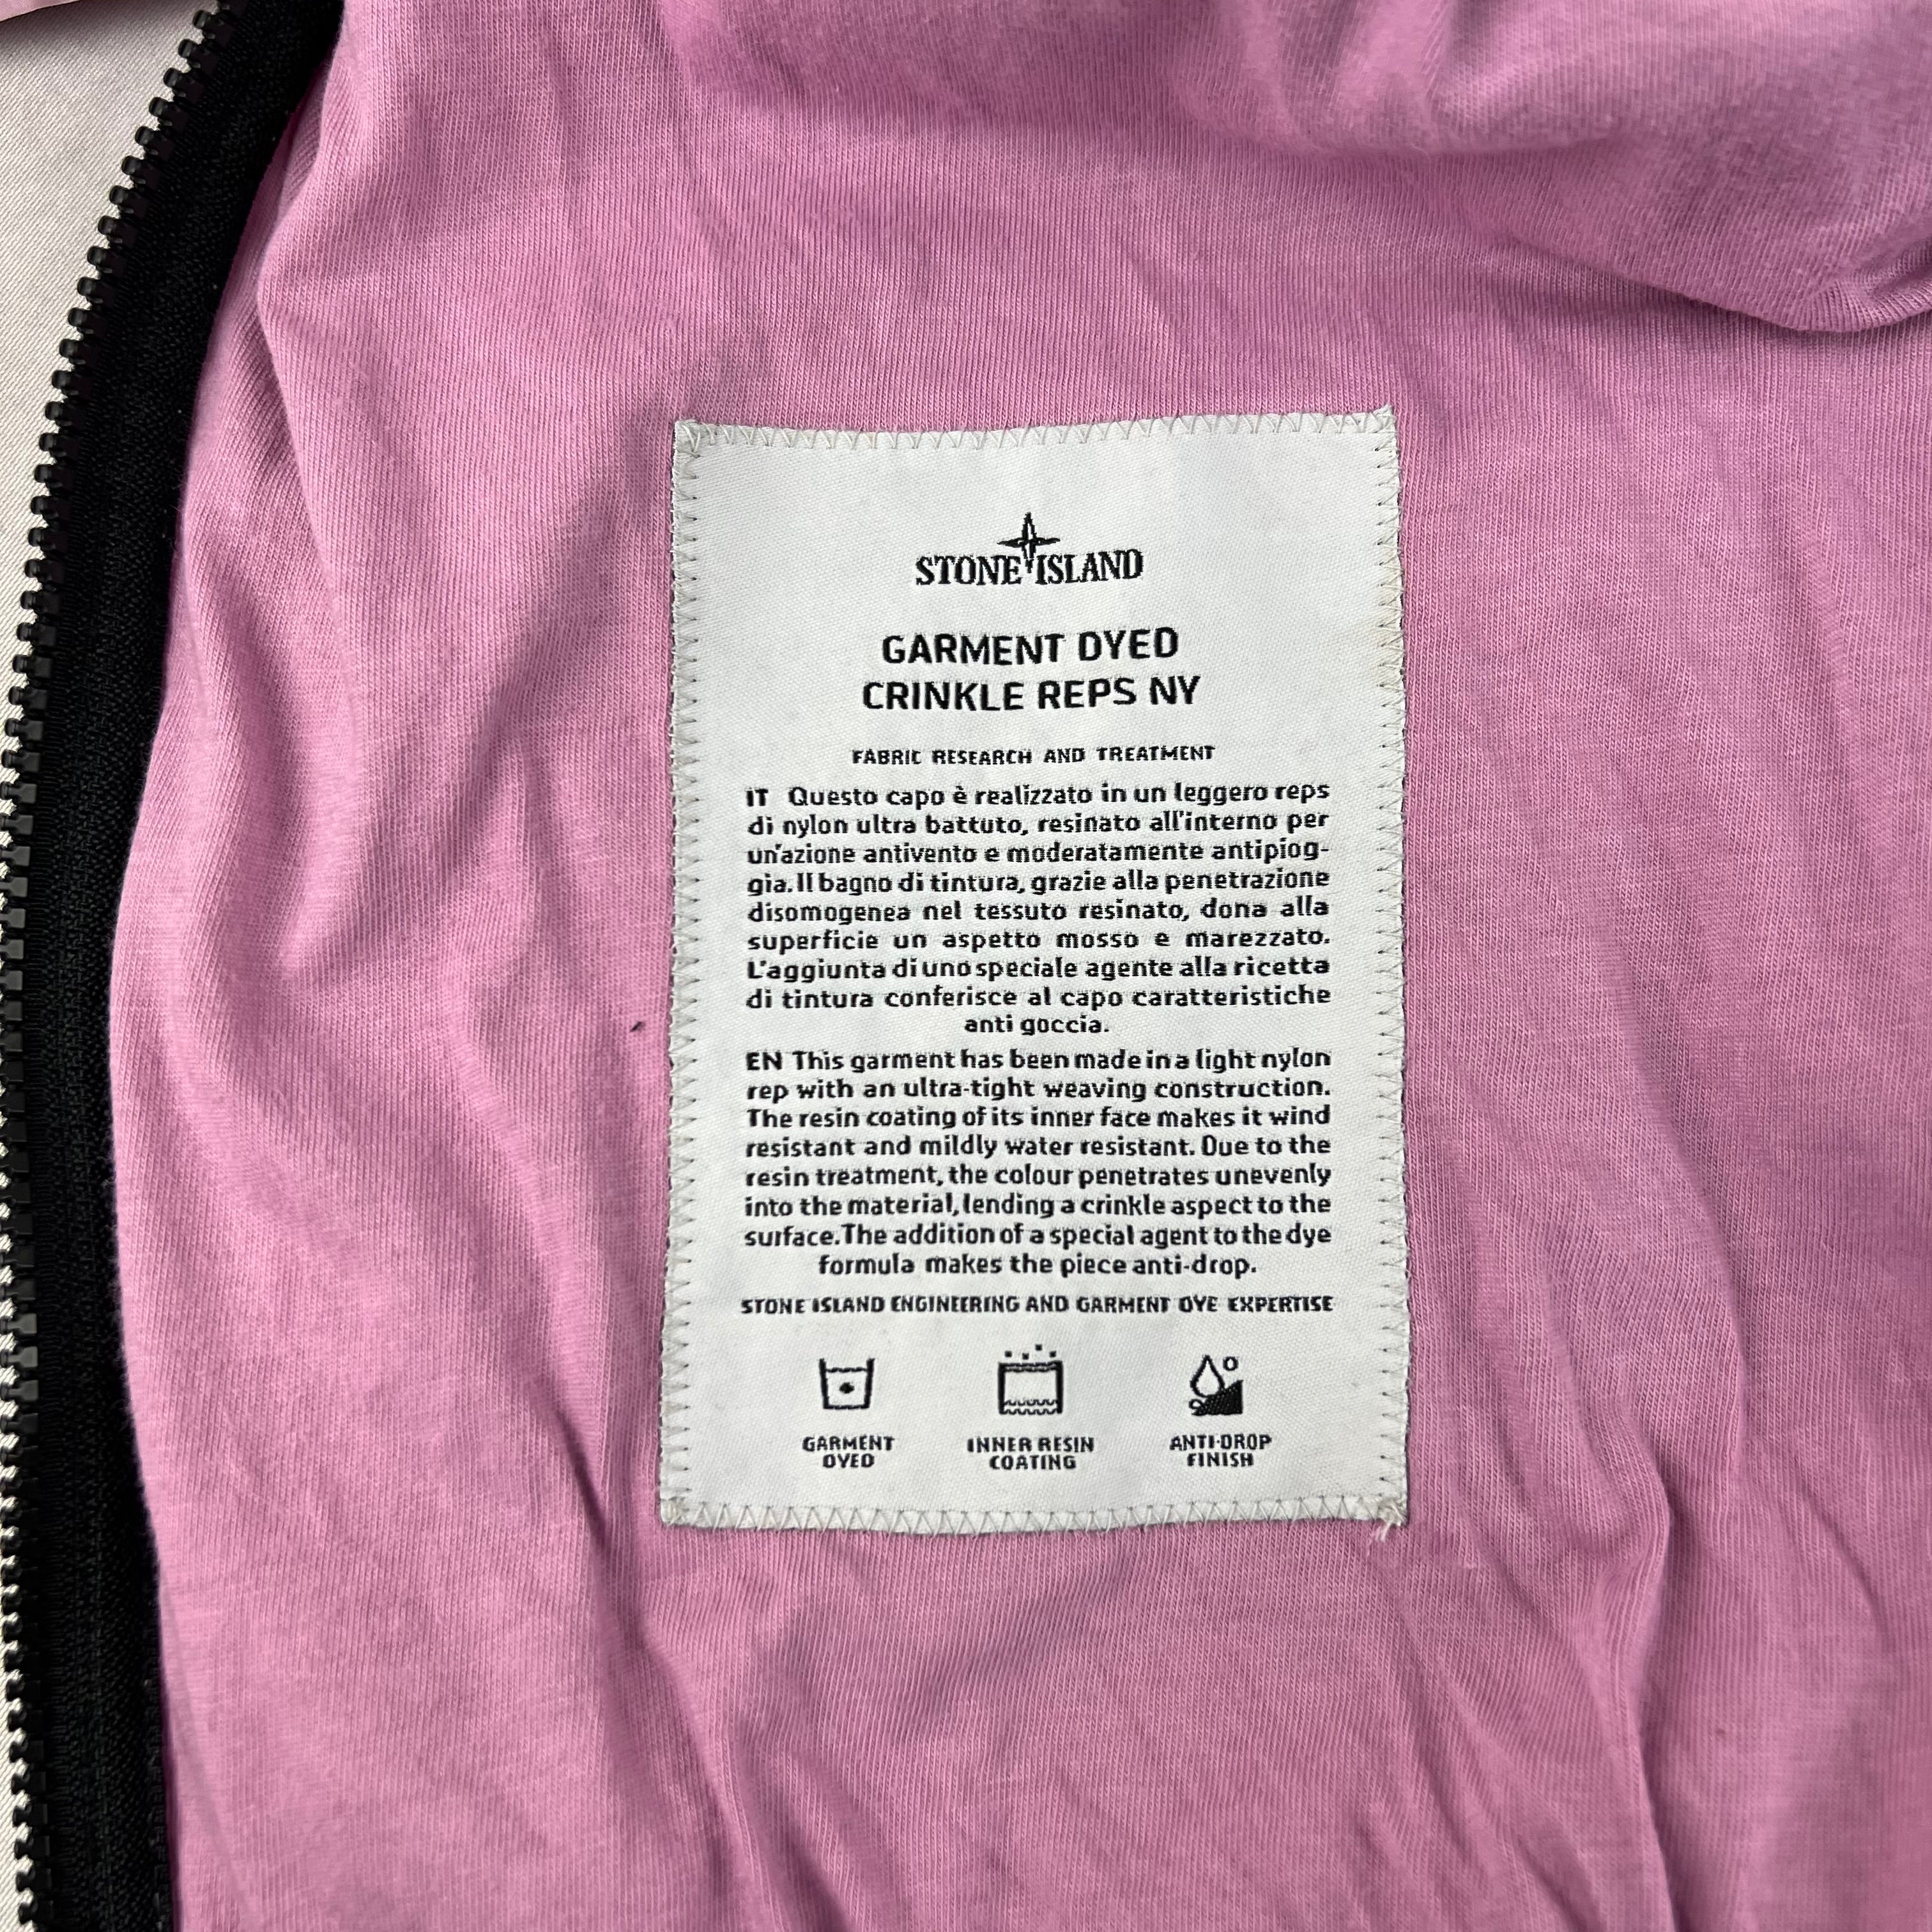 STONE ISLAND
GARMENT DYED
CRINKLE REPS NY
FABRIC RESEARCH AND TREATMENT
IT Questo capo è realizzato in un leggero reps
di nylon ultra battuto, resinato all'interno per
un'azione antivento e moderatamente antipiog-
gia. Il bagno di tintura, grazie alla penetrazione
disomogenea nel tessuto resinato, dona alla
superficie un aspetto mosso e marezzato.
L'aggiunta di uno speciale agente alla ricetta
di tintura conferisce al capo caratteristiche
anti goccia.
EN This garment has been made in a light nylon
rep with an ultra-tight weaving construction.
The resin coating of its inner face makes it wind
resistant and mildly water resistant. Due to the
resin treatment, the colour penetrates unevenly
into the material, lending a crinkle aspect to the
surface. The addition of a special agent to the dye
formula makes the piece anti-drop.
STONE ISLAND ENGINEERING AND GARMENT DYE EXPERTISE
GARMENT DYED
INNER RESIN COATING
ANTI-DROP FINISH